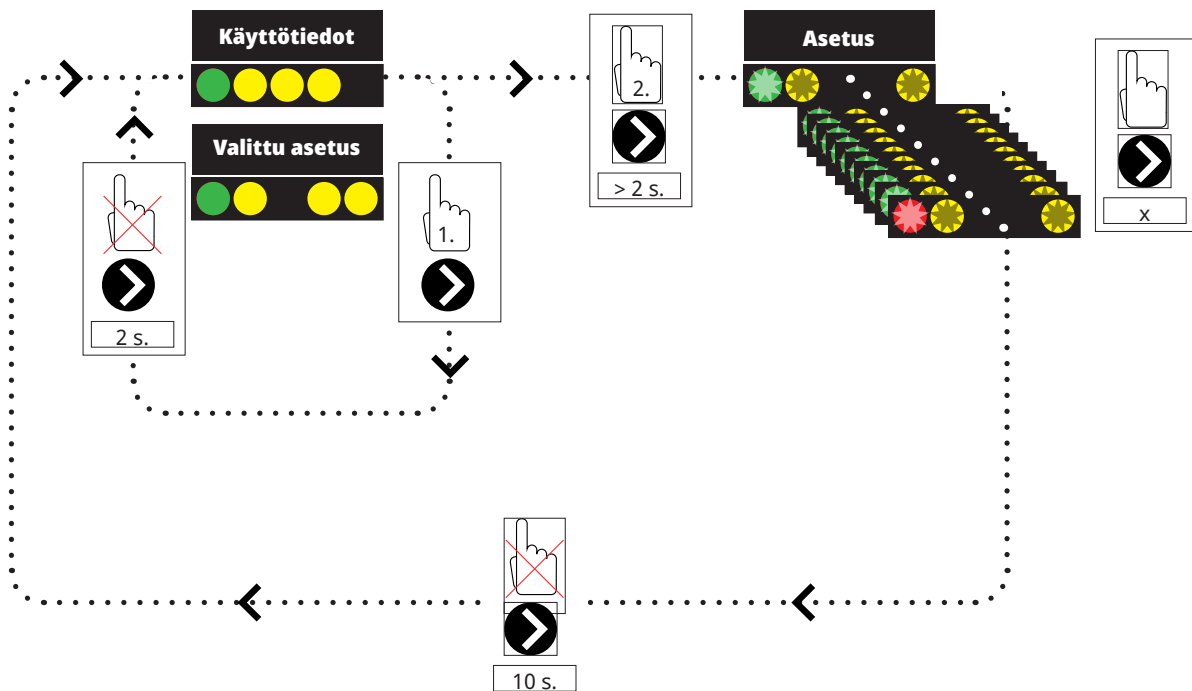 Käyttötiedot
Valittu asetus
2 s.
1.
2.
> 2 s.
Asetus
x
10 s.